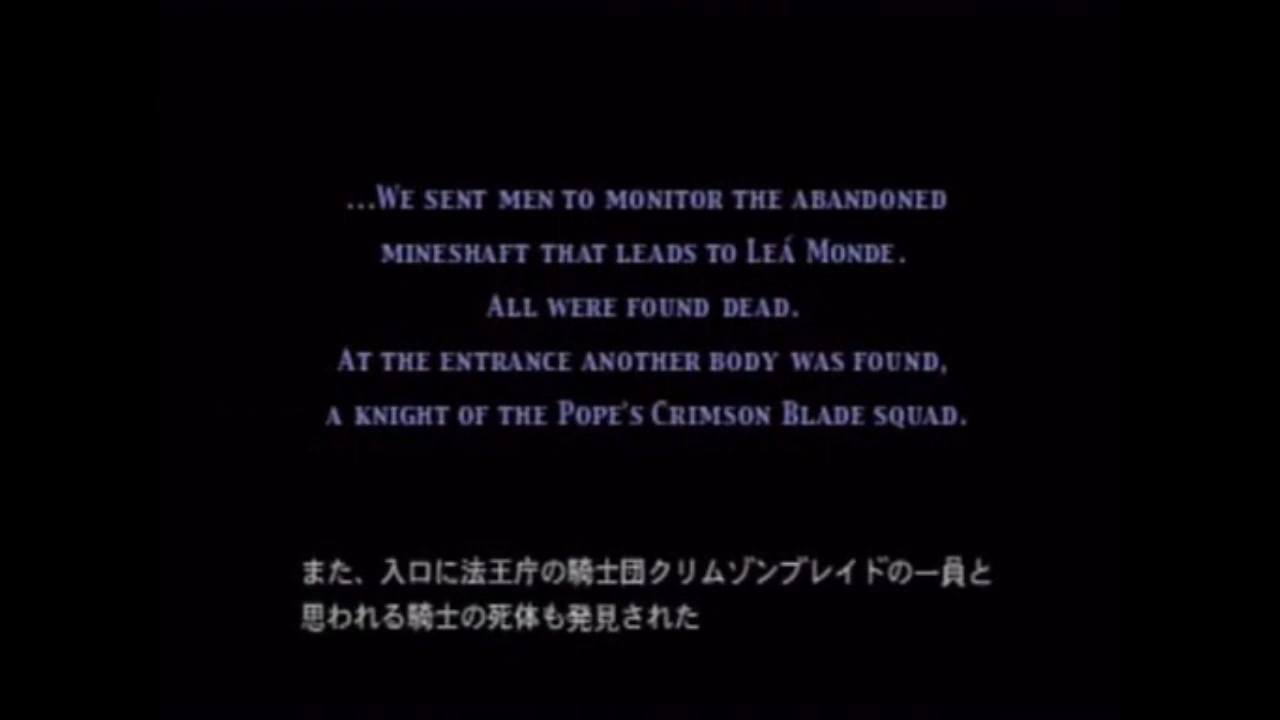 ...We sent men to monitor the abandoned
mineshaft that leads to Leá Monde.
All were found dead.
At the entrance another body was found,
a knight of the Pope's Crimson Blade squad.
また、入口に法王庁の騎士団クリムゾンブレイドの一員と
思われる騎士の死体も発見された